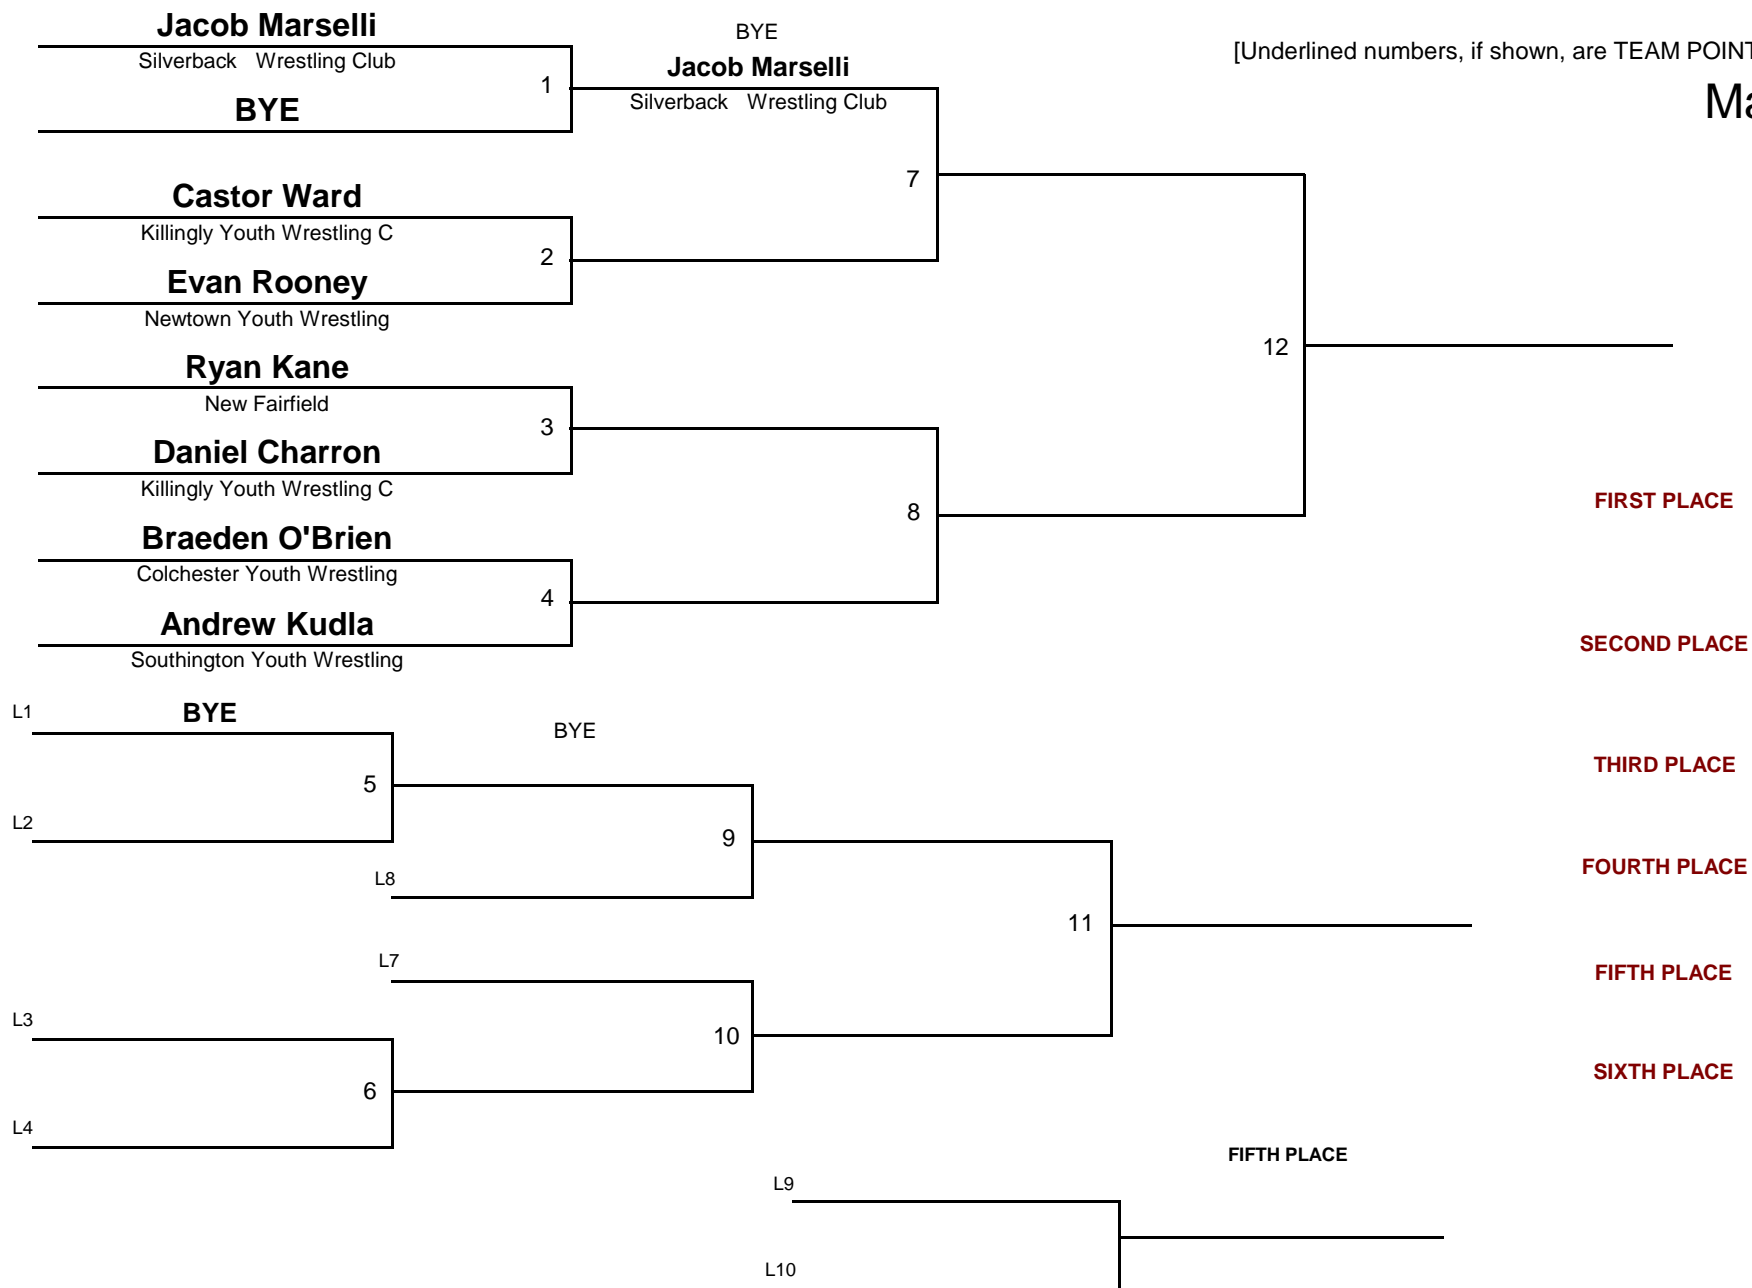 Jacob Marselli
Silverback Wrestling Club
BYE
1
BYE
Jacob Marselli
Silverback Wrestling Club
[Underlined numbers, if shown, are TEAM POINT
Ma
Castor Ward
Killingly Youth Wrestling C
2
Evan Rooney
Newtown Youth Wrestling
7
Ryan Kane
New Fairfield
3
Daniel Charron
Killingly Youth Wrestling C
12
Braeden O'Brien
Colchester Youth Wrestling
4
Andrew Kudla
Southington Youth Wrestling
8
FIRST PLACE
SECOND PLACE
L1
BYE
BYE
5
L2
9
L8
THIRD PLACE
FOURTH PLACE
11
L7
FIFTH PLACE
L3
10
6
SIXTH PLACE
L4
FIFTH PLACE
L9
L10